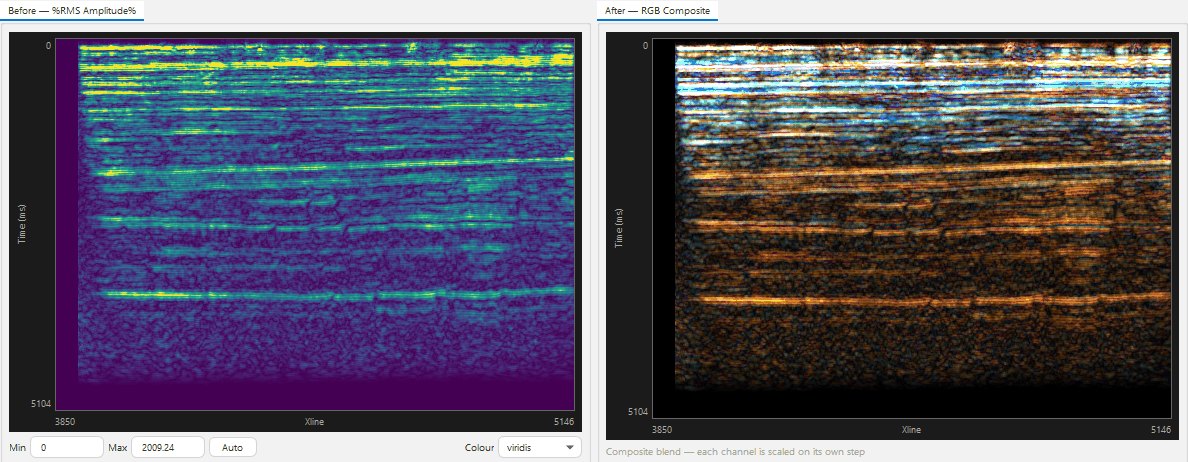 Before — %RMS Amplitude%
After — RGB Composite
0
Time (ms)
5104
3850
Xline
5146
0
Time (ms)
5104
3850
Xline
5146
Min
0
Max
2009.24
Auto
Colour
viridis
Composite blend — each channel is scaled on its own step